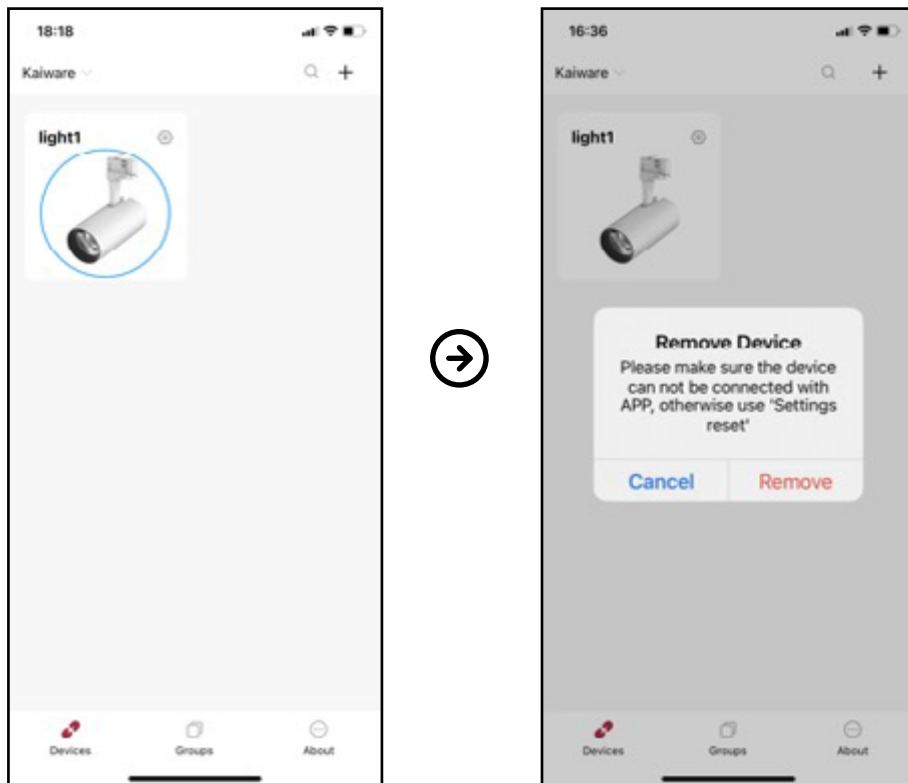 18:18
Kaiware
light1
Devices Groups About
16:36
Kaiware
light1
Remove Device
Please make sure the device
can not be connected with
APP, otherwise use 'Settings
reset'
Cancel Remove
Devices Groups About